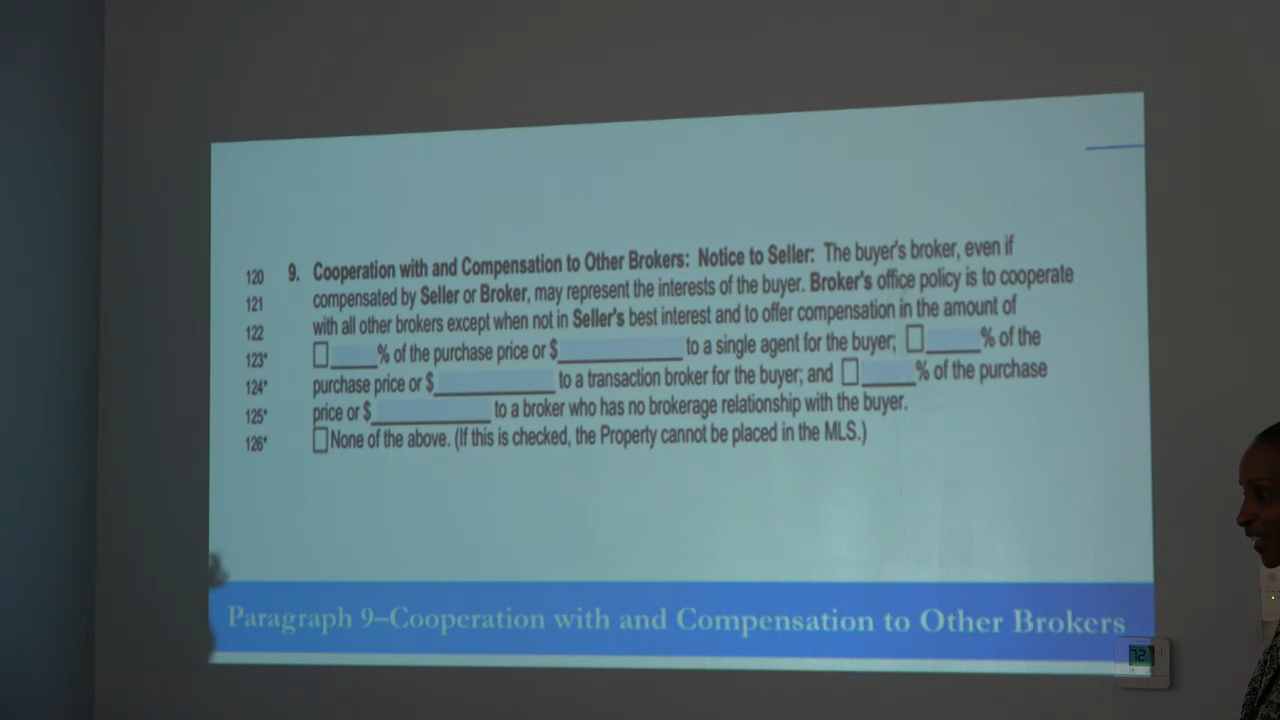 120 9. Cooperation with and Compensation to Other Brokers: Notice to Seller: The buyer's broker, even if
121 compensated by Seller or Broker, may represent the interests of the buyer. Broker's office policy is to cooperate
122 with all other brokers except when not in Seller's best interest and to offer compensation in the amount of
123* ☐ ____% of the purchase price or $__________ to a single agent for the buyer; ☐ ____% of the
124* purchase price or $__________ to a transaction broker for the buyer; and ☐ ____% of the purchase
125* price or $__________ to a broker who has no brokerage relationship with the buyer.
126* ☐ None of the above. (If this is checked, the Property cannot be placed in the MLS.)
Paragraph 9–Cooperation with and Compensation to Other Brokers
72